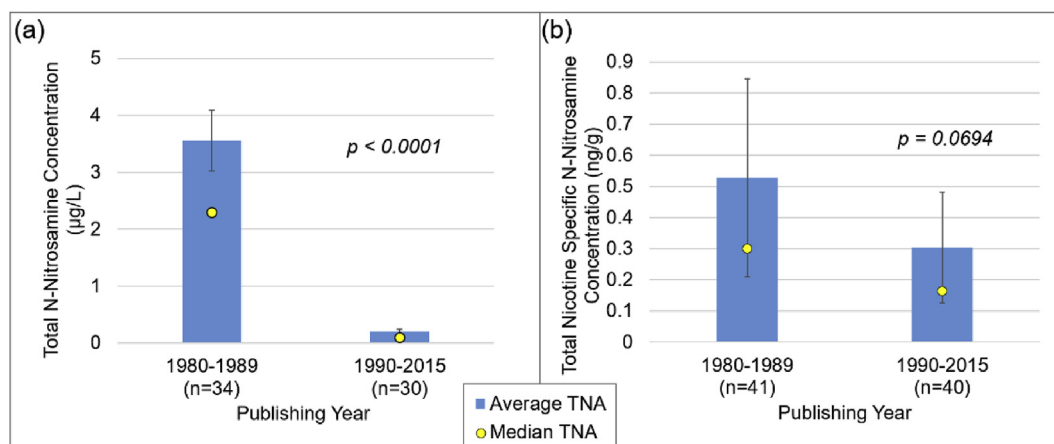 (a)
Total N-Nitrosamine Concentration
(µg/L)
5
4
3
2
1
0
p < 0.0001
1980-1989
(n=34)
1990-2015
(n=30)
Publishing Year
(b)
Total Nicotine Specific N-Nitrosamine
Concentration (ng/g)
0.9
0.8
0.7
0.6
0.5
0.4
0.3
0.2
0.1
0
p = 0.0694
1980-1989
(n=41)
1990-2015
(n=40)
Publishing Year
Average TNA
Median TNA